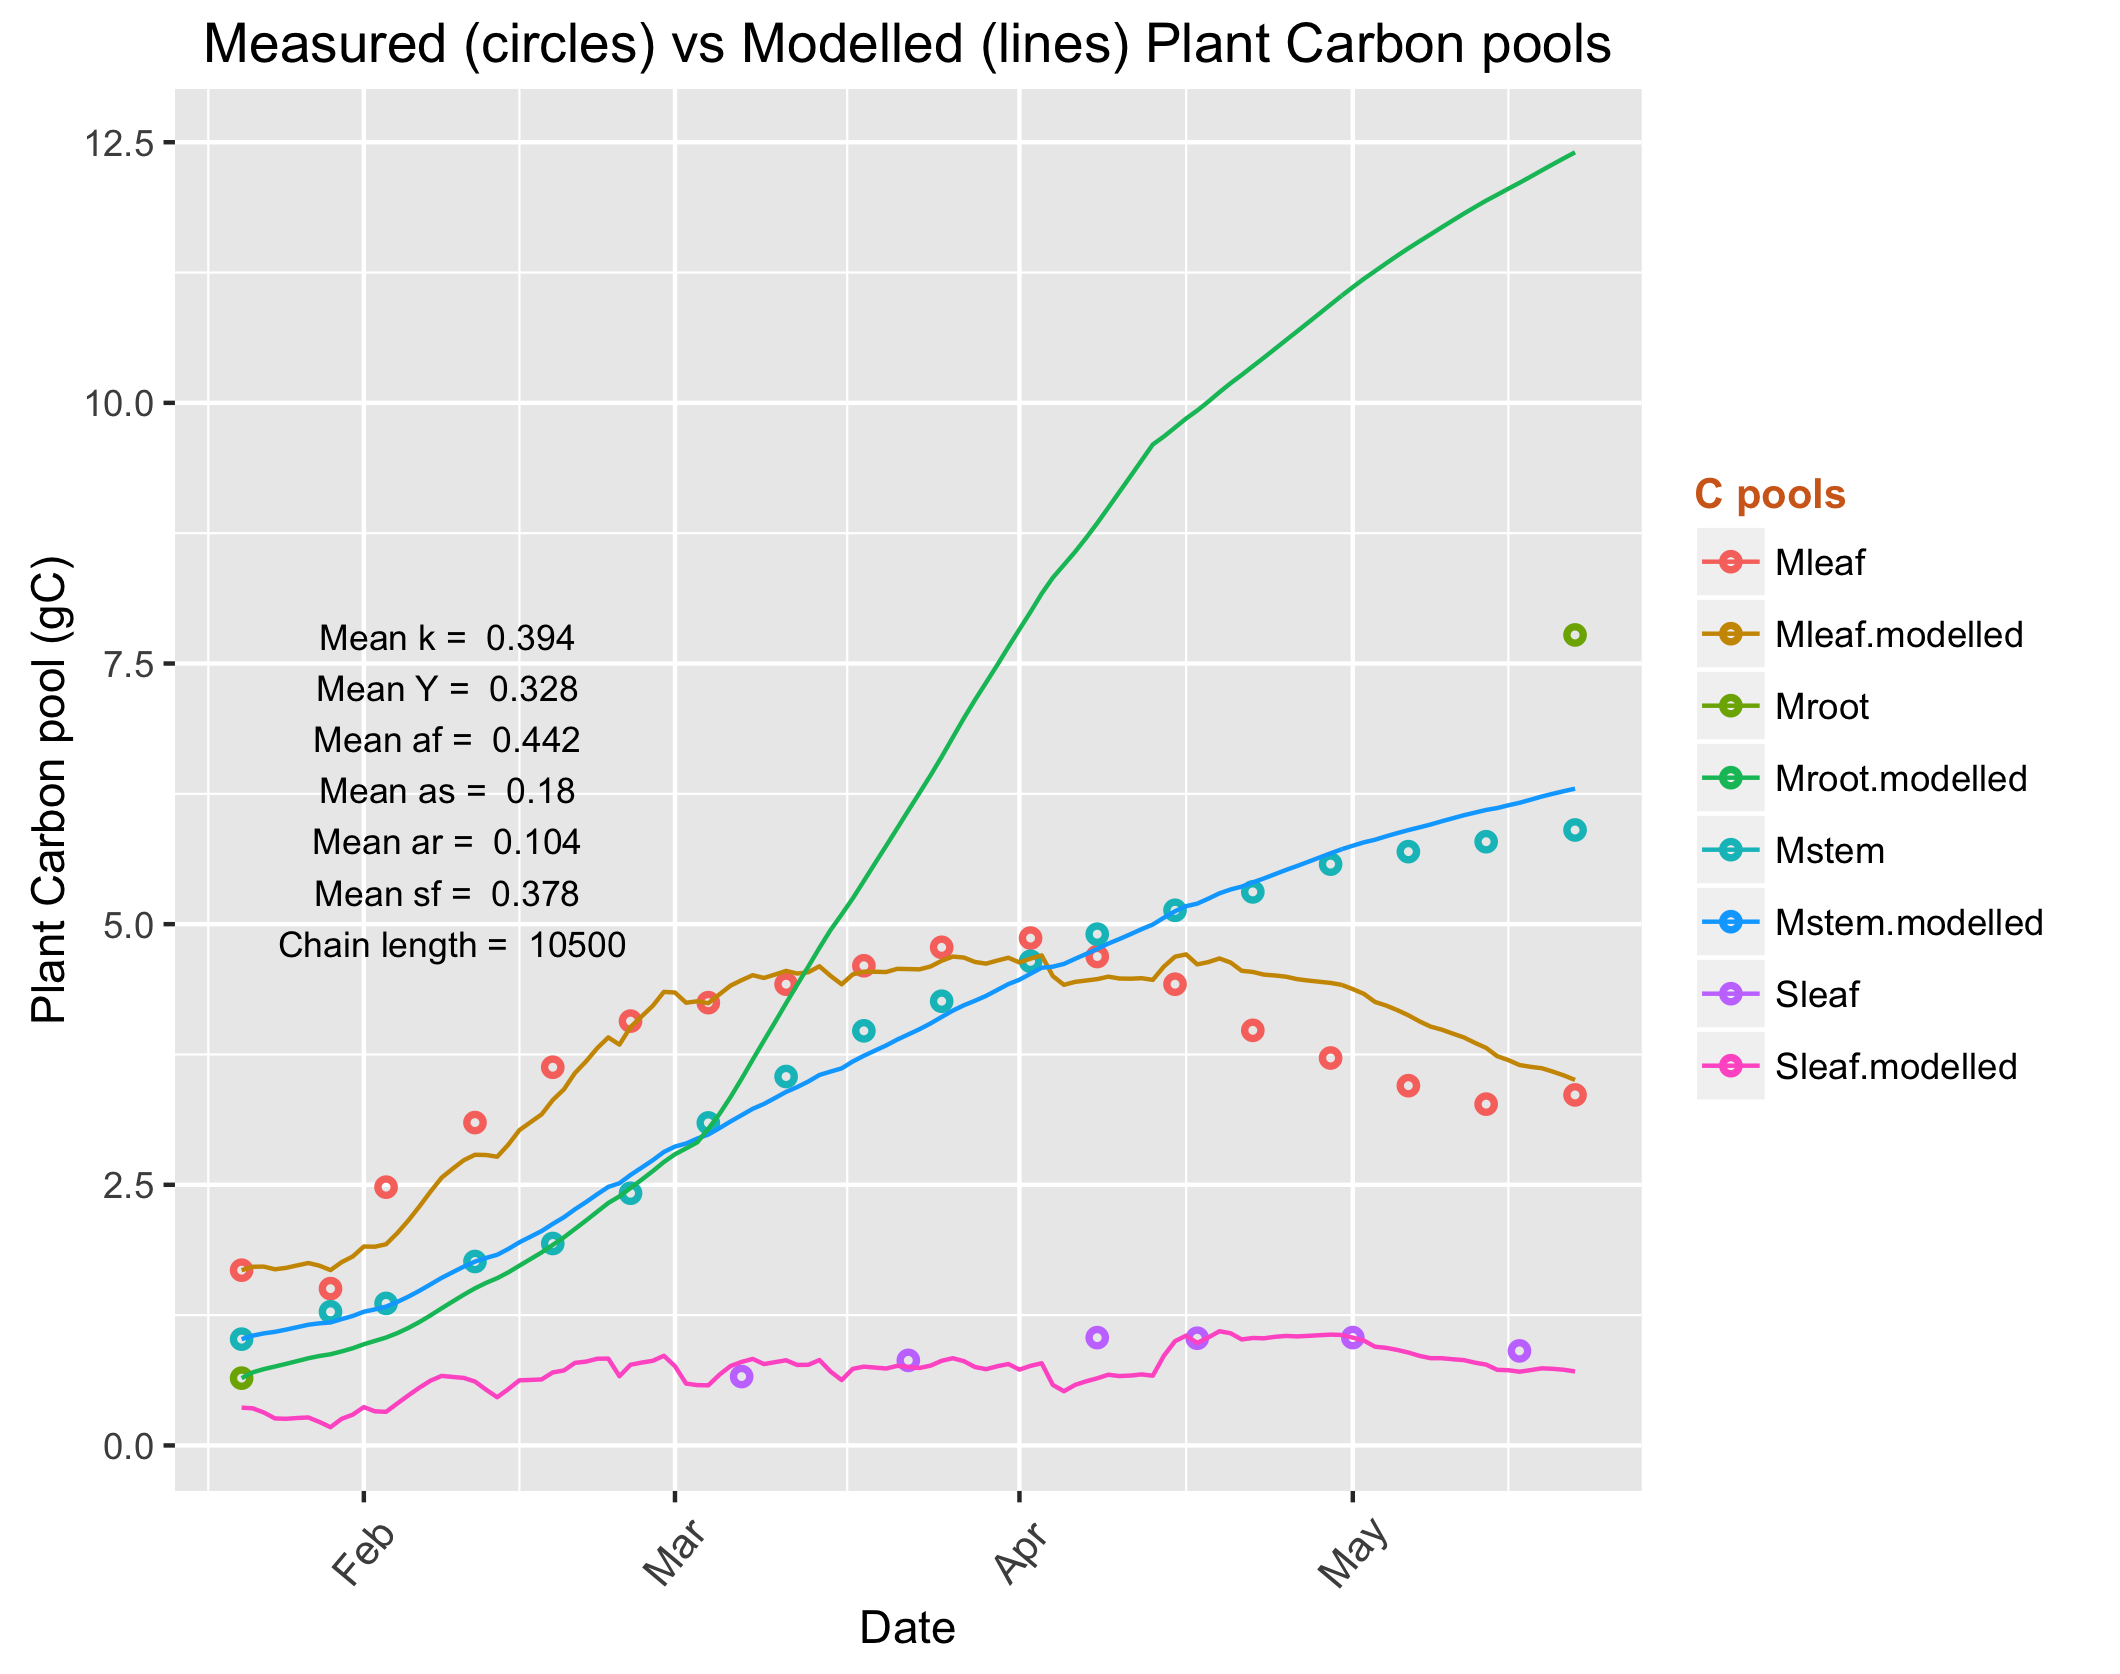 Measured (circles) vs Modelled (lines) Plant Carbon pools
Plant Carbon pool (gC)
12.5
10.0
7.5
5.0
2.5
0.0
Mean k = 0.394
Mean Y = 0.328
Mean af = 0.442
Mean as = 0.18
Mean ar = 0.104
Mean sf = 0.378
Chain length = 10500
Feb
Mar
Apr
May
Date
C pools
Mleaf
Mleaf.modelled
Mroot
Mroot.modelled
Mstem
Mstem.modelled
Sleaf
Sleaf.modelled